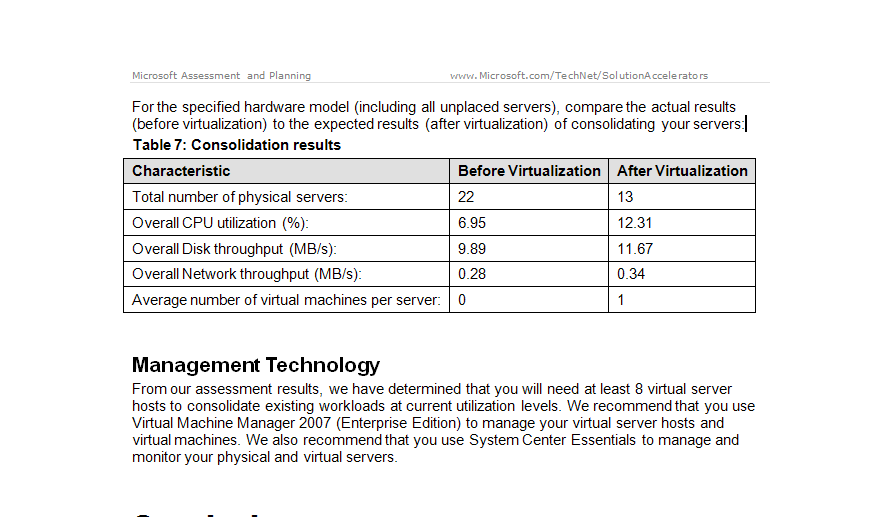 Microsoft Assessment and Planning www.Microsoft.com/TechNet/SolutionAccelerators
For the specified hardware model (including all unplaced servers), compare the actual results
(before virtualization) to the expected results (after virtualization) of consolidating your servers:
Table 7: Consolidation results
Characteristic Before Virtualization After Virtualization
Total number of physical servers: 22 13
Overall CPU utilization (%): 6.95 12.31
Overall Disk throughput (MB/s): 9.89 11.67
Overall Network throughput (MB/s): 0.28 0.34
Average number of virtual machines per server: 0 1
Management Technology
From our assessment results, we have determined that you will need at least 8 virtual server
hosts to consolidate existing workloads at current utilization levels. We recommend that you use
Virtual Machine Manager 2007 (Enterprise Edition) to manage your virtual server hosts and
virtual machines. We also recommend that you use System Center Essentials to manage and
monitor your physical and virtual servers.